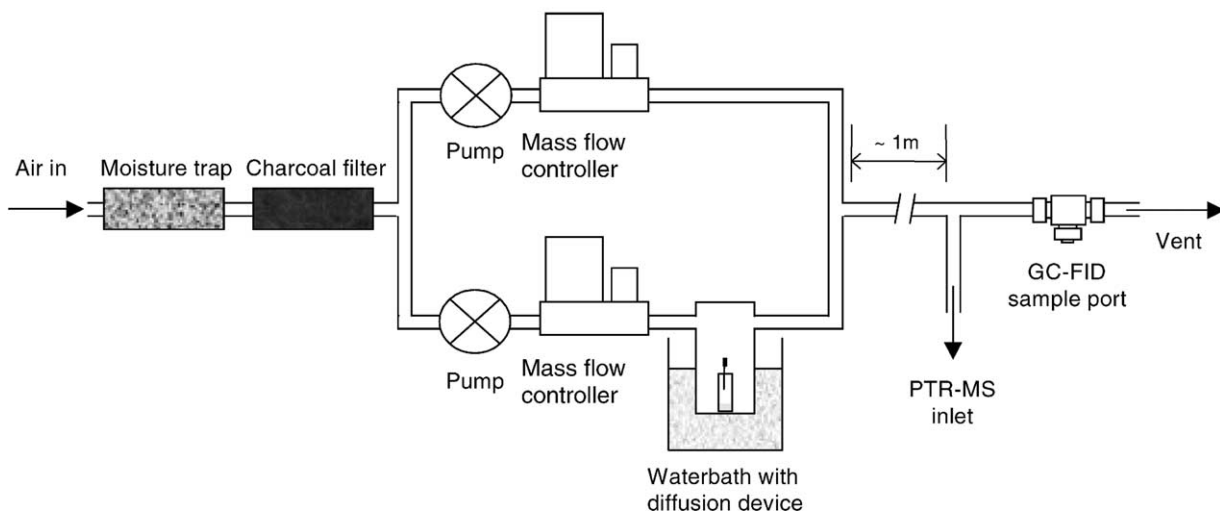 Air in
Moisture trap
Charcoal filter
Pump
Mass flow
controller
~ 1m
Pump
Mass flow
controller
Waterbath with
diffusion device
PTR-MS
inlet
GC-FID
sample port
Vent